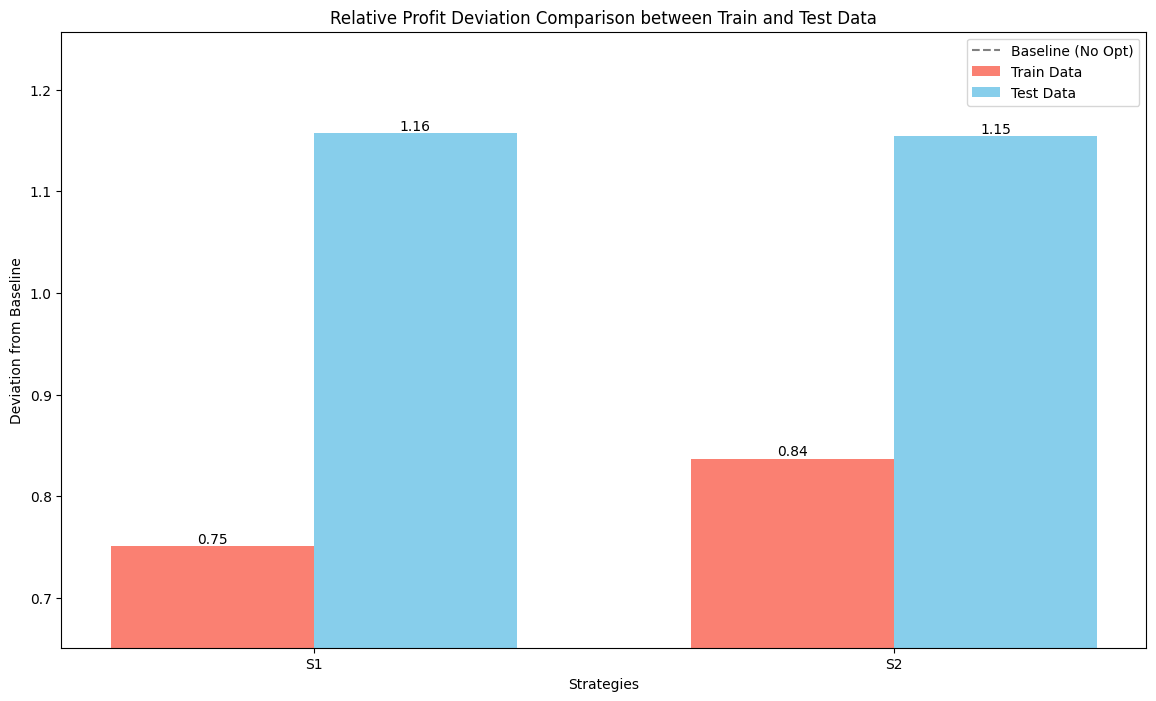 Relative Profit Deviation Comparison between Train and Test Data
Baseline (No Opt)
Train Data
Test Data
1.2
1.1
1.0
0.9
0.8
0.7
Deviation from Baseline
0.75
1.16
0.84
1.15
S1
S2
Strategies